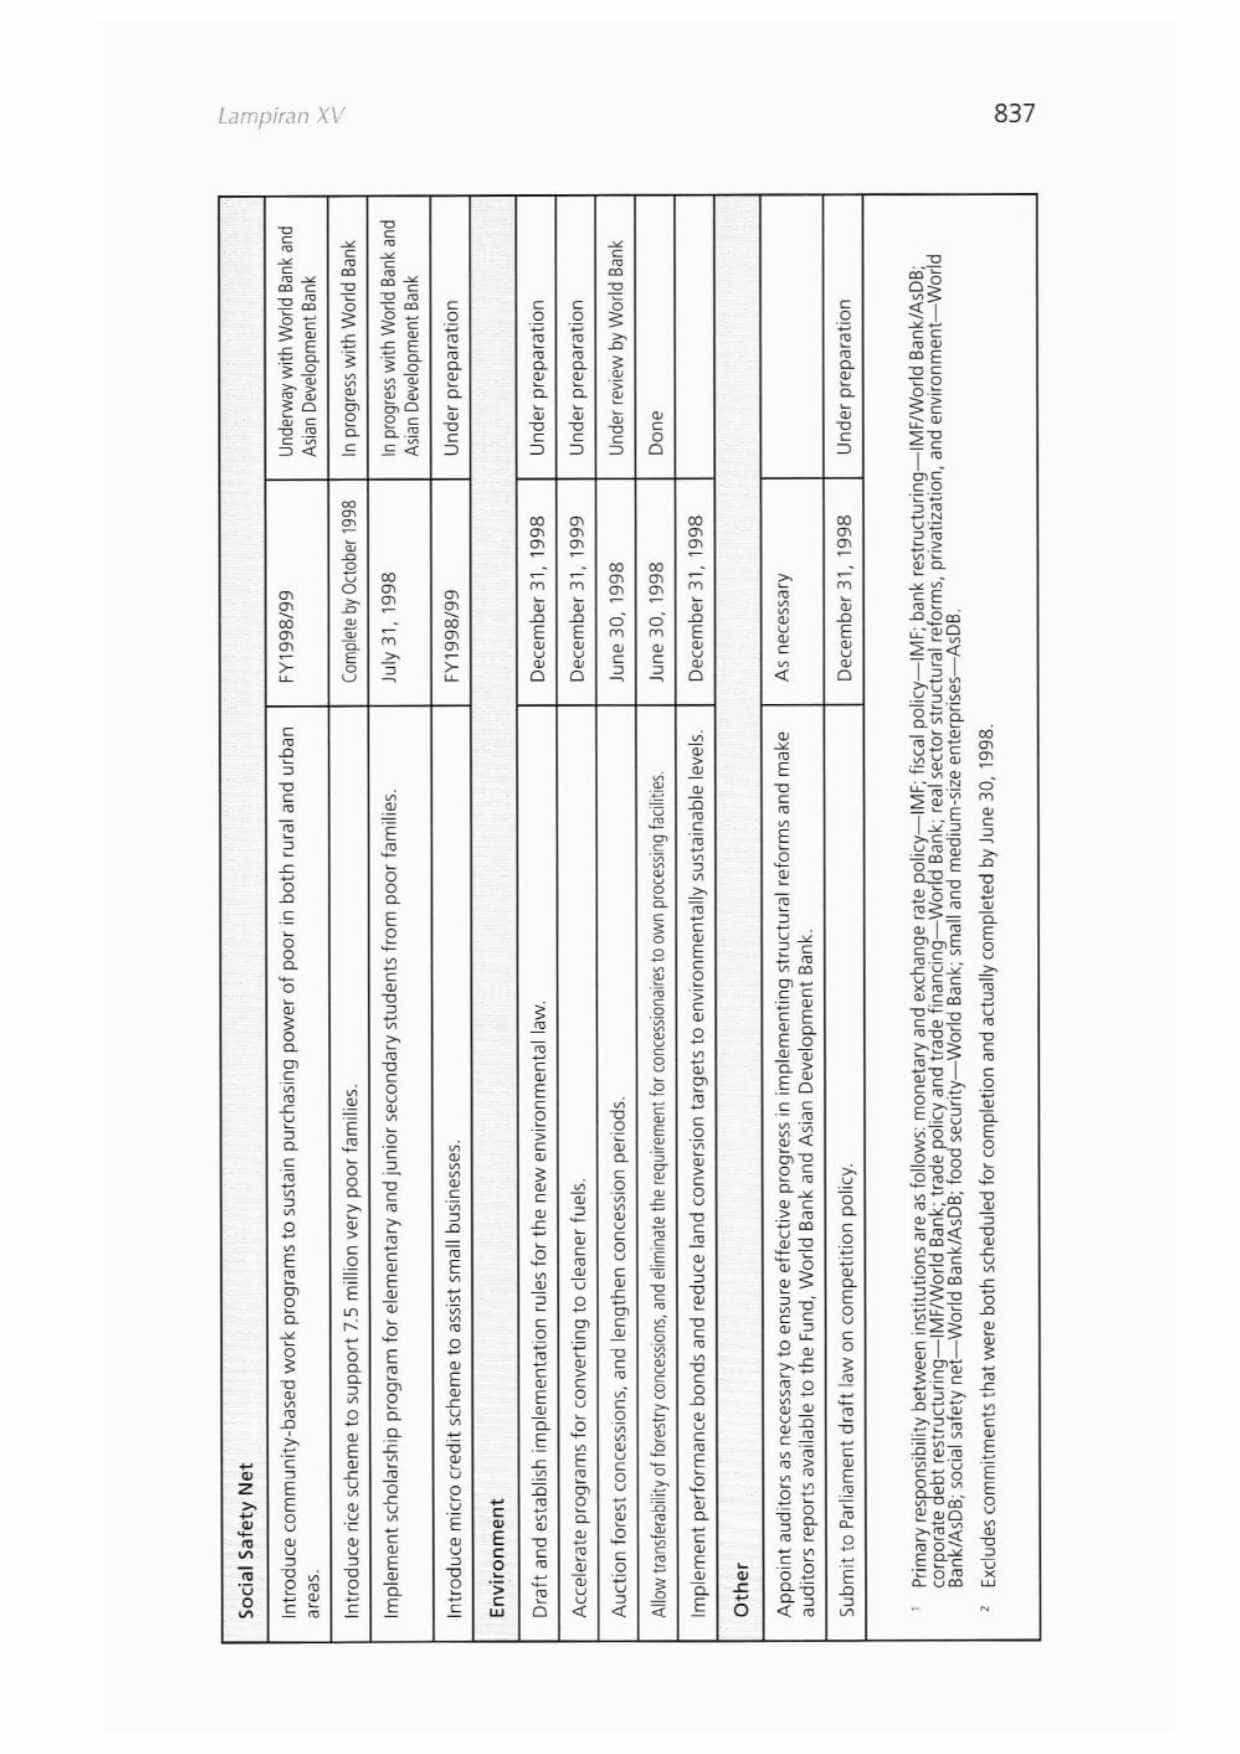 Lampiran XV
837
Social Safety Net
Introduce community-based work programs to sustain purchasing power of poor in both rural and urban
areas.
FY1998/99
Underway with World Bank and
Asian Development Bank
Introduce rice scheme to support 7.5 million very poor families.
Complete by October 1998
In progress with World Bank
Implement scholarship program for elementary and junior secondary students from poor families.
July 31, 1998
In progress with World Bank and
Asian Development Bank
Introduce micro credit scheme to assist small businesses.
FY1998/99
Under preparation
Environment
Draft and establish implementation rules for the new environmental law.
December 31, 1998
Under preparation
Accelerate programs for converting to cleaner fuels.
December 31, 1999
Under preparation
Auction forest concessions, and lengthen concession periods.
June 30, 1998
Under review by World Bank
Allow transferability of forestry concessions, and eliminate the requirement for concessionaires to own processing facilities.
June 30, 1998
Done
Implement performance bonds and reduce land conversion targets to environmentally sustainable levels.
December 31, 1998
Other
Appoint auditors as necessary to ensure effective progress in implementing structural reforms and make
auditors reports available to the Fund, World Bank and Asian Development Bank.
As necessary
Submit to Parliament draft law on competition policy.
December 31, 1998
Under preparation
1 Primary responsibility between institutions are as follows: monetary and exchange rate policy—IMF; fiscal policy—IMF; bank restructuring—IMF/World Bank/AsDB;
corporate debt restructuring—IMF/World Bank; trade policy and trade financing—World Bank; real sector structural reforms, privatization, and environment—World
Bank/AsDB; social safety net—World Bank/AsDB; food security—World Bank; small and medium-size enterprises—AsDB.
2 Excludes commitments that were both scheduled for completion and actually completed by June 30, 1998.